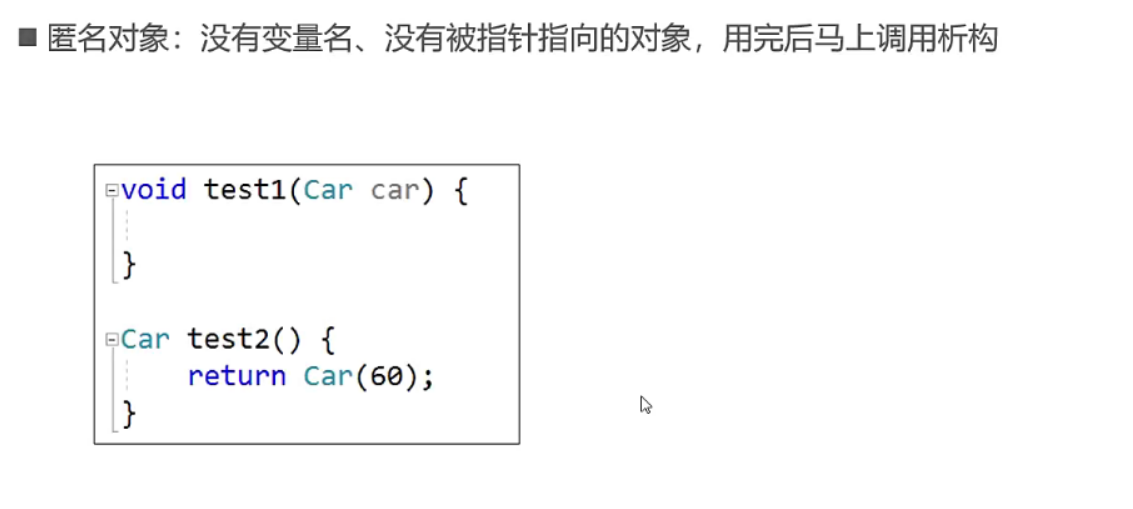 ■ 匿名对象：没有变量名、没有被指针指向的对象，用完后马上调用析构
void test1(Car car) {
}
Car test2() {
    return Car(60);
}